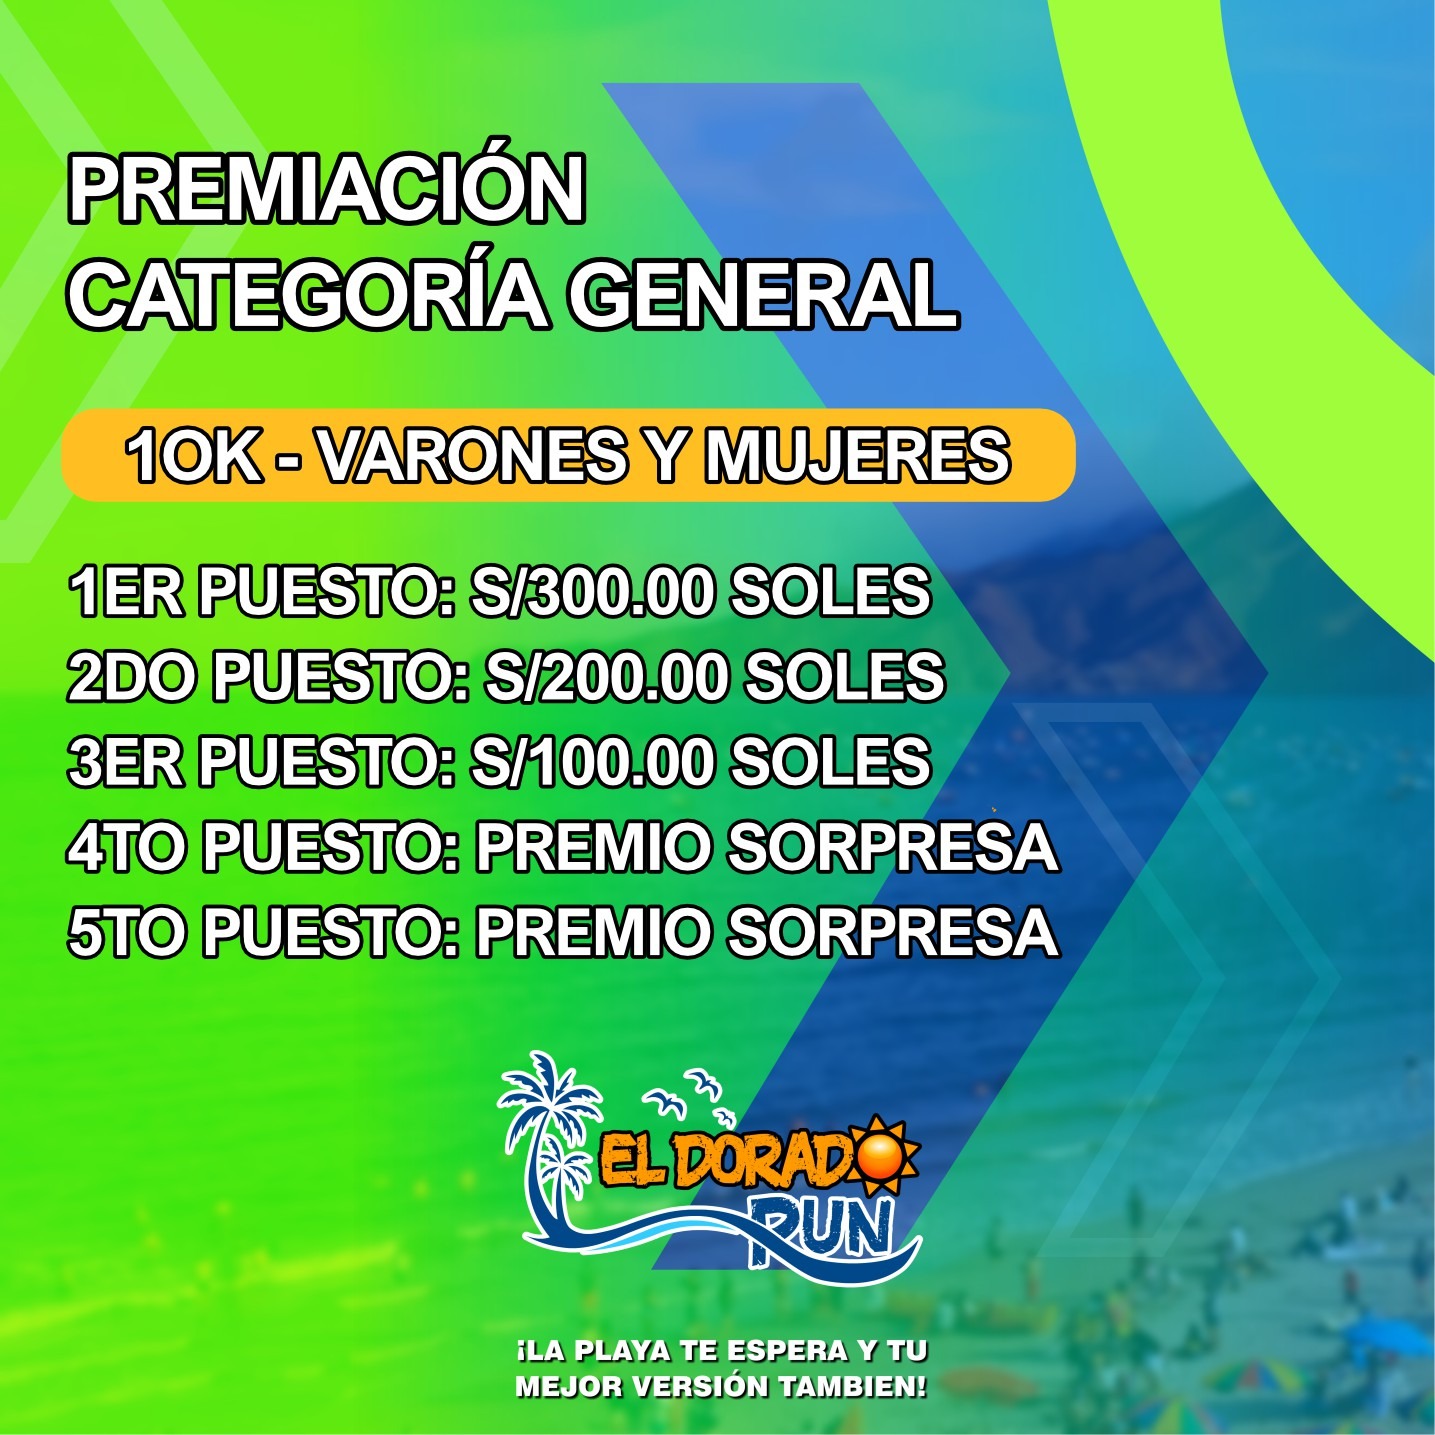 PREMIACIÓN
CATEGORÍA GENERAL
1OK - VARONES Y MUJERES
1ER PUESTO: S/300.00 SOLES
2DO PUESTO: S/200.00 SOLES
3ER PUESTO: S/100.00 SOLES
4TO PUESTO: PREMIO SORPRESA
5TO PUESTO: PREMIO SORPRESA
EL DORADO
RUN
¡LA PLAYA TE ESPERA Y TU
MEJOR VERSIÓN TAMBIEN!